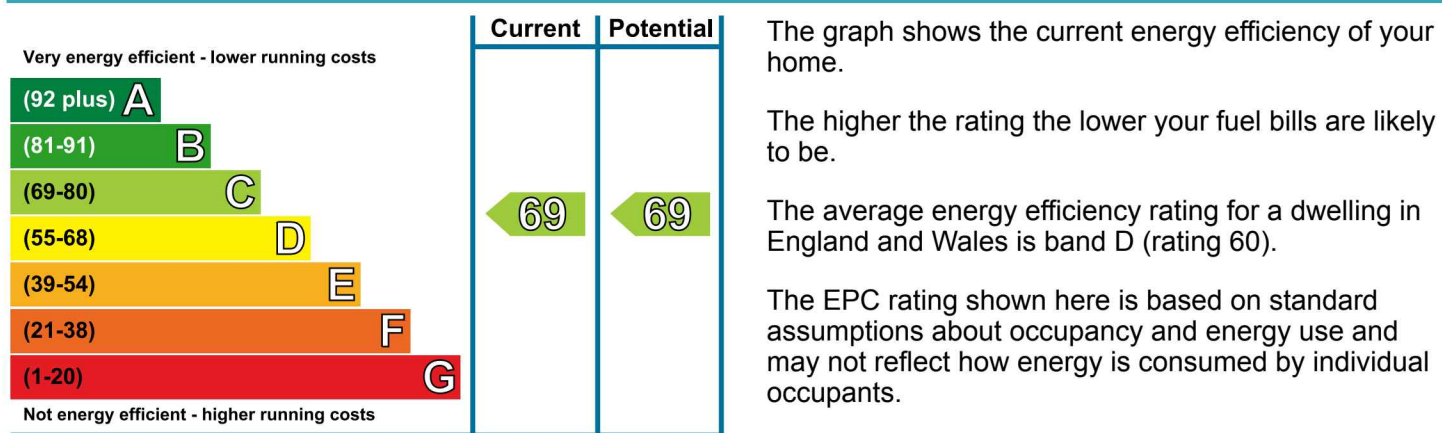 Current Potential
Very energy efficient - lower running costs
(92 plus) A
(81-91) B
(69-80) C
69 69
(55-68) D
(39-54) E
(21-38) F
(1-20) G
Not energy efficient - higher running costs
The graph shows the current energy efficiency of your
home.
The higher the rating the lower your fuel bills are likely
to be.
The average energy efficiency rating for a dwelling in
England and Wales is band D (rating 60).
The EPC rating shown here is based on standard
assumptions about occupancy and energy use and
may not reflect how energy is consumed by individual
occupants.